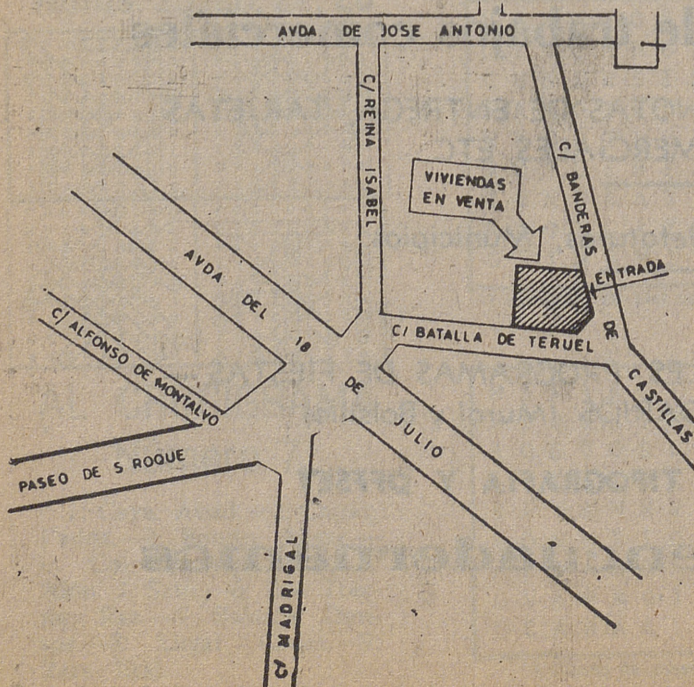 AVDA. DE JOSE ANTONIO
C/ REINA ISABEL
C/ BANDERAS DE CASTILLAS
VIVIENDAS
EN VENTA
ENTRADA
AVDA DEL 18 DE JULIO
C/ BATALLA DE TERUEL
C/ ALFONSO DE MONTALVO
PASEO DE S ROQUE
C/ MADRIGAL